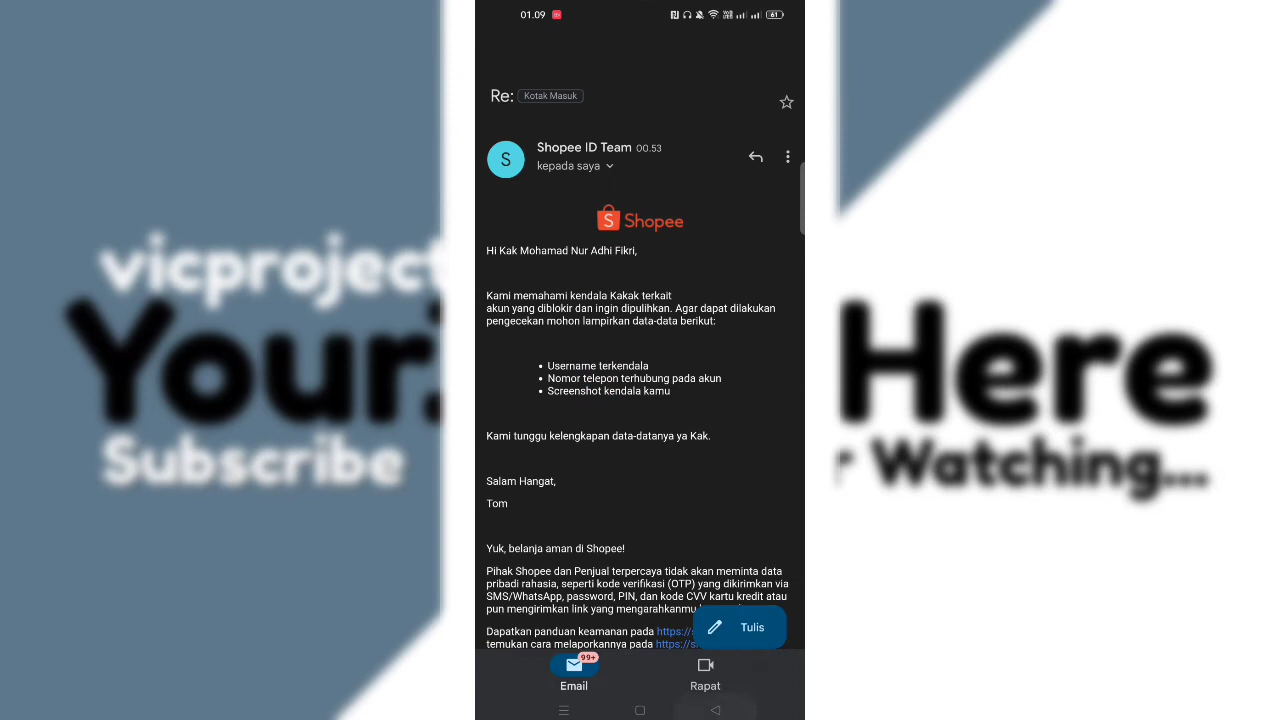 01.09
61
Re: Kotak Masuk
S
Shopee ID Team 00.53
kepada saya
S Shopee
Hi Kak Mohamad Nur Adhi Fikri,
Kami memahami kendala Kakak terkait
akun yang diblokir dan ingin dipulihkan. Agar dapat dilakukan
pengecekan mohon lampirkan data-data berikut:
• Username terkendala
• Nomor telepon terhubung pada akun
• Screenshot kendala kamu
Kami tunggu kelengkapan data-datanya ya Kak.
Salam Hangat,
Tom
Yuk, belanja aman di Shopee!
Pihak Shopee dan Penjual terpercaya tidak akan meminta data
pribadi rahasia, seperti kode verifikasi (OTP) yang dikirimkan via
SMS/WhatsApp, password, PIN, dan kode CVV kartu kredit atau
pun mengirimkan link yang mengarahkanmu
Dapatkan panduan keamanan pada https://s
temukan cara melaporkannya pada https://s
Tulis
99+
Email
Rapat
vicproject
Your
Here
Subscribe
r Watching...